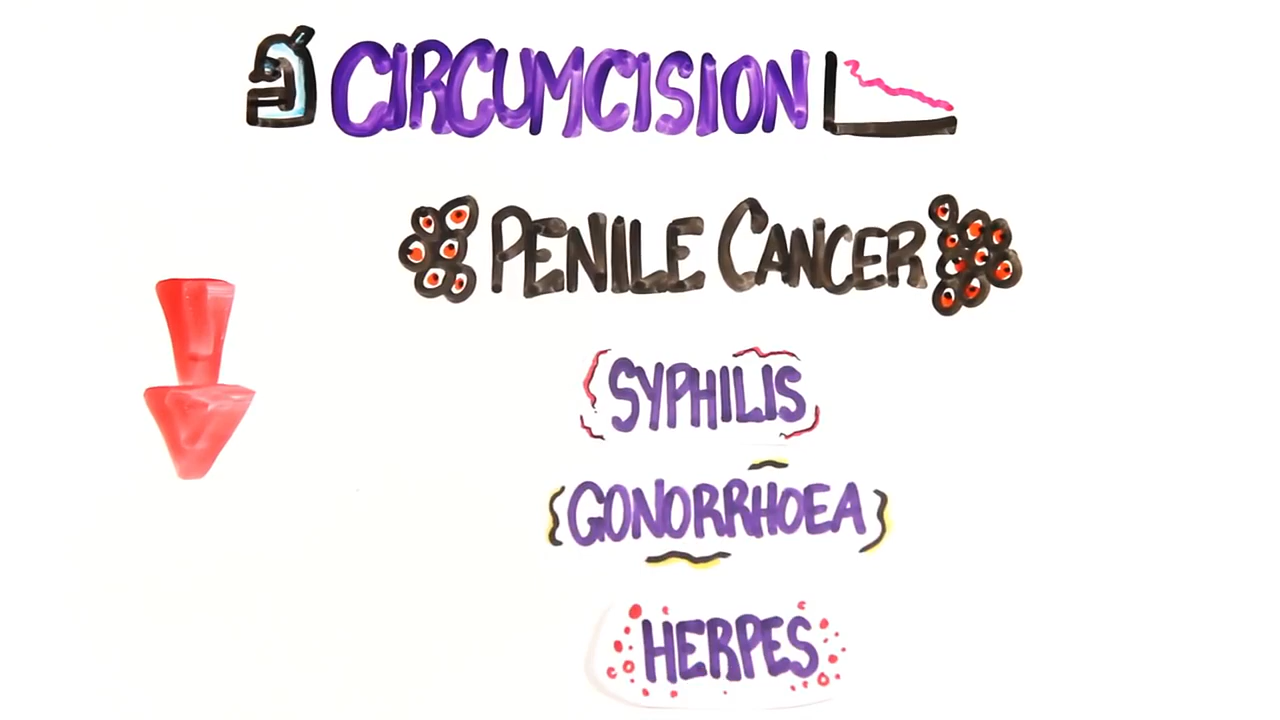 CIRCUMCISION
PENILE CANCER
SYPHILIS
GONORRHOEA
HERPES